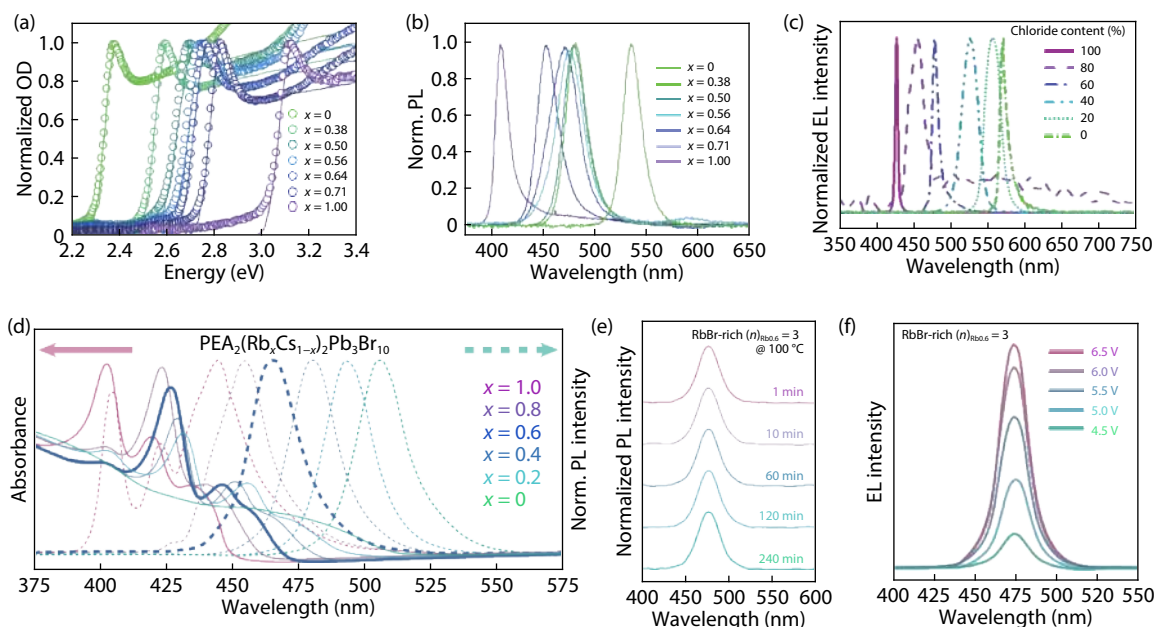 (a)
Normalized OD
1.0
0.8
0.6
0.4
0.2
0
2.2 2.4 2.6 2.8 3.0 3.2 3.4
Energy (eV)
x = 0
x = 0.38
x = 0.50
x = 0.56
x = 0.64
x = 0.71
x = 1.00
(b)
Norm. PL
1.0
0.8
0.6
0.4
0.2
0
400 450 500 550 600 650
Wavelength (nm)
x = 0
x = 0.38
x = 0.50
x = 0.56
x = 0.64
x = 0.71
x = 1.00
(c)
Normalized EL intensity
Chloride content (%)
100
80
60
40
20
0
350 400 450 500 550 600 650 700 750
Wavelength (nm)
(d)
PEA₂(RbₓCs₁₋ₓ)₂Pb₃Br₁₀
Absorbance
Norm. PL intensity
x = 1.0
x = 0.8
x = 0.6
x = 0.4
x = 0.2
x = 0
375 400 425 450 475 500 525 550 575
Wavelength (nm)
(e)
Normalized PL intensity
RbBr-rich (n)Rb0.6 = 3
@ 100 °C
1 min
10 min
60 min
120 min
240 min
400 450 500 550 600
Wavelength (nm)
(f)
EL intensity
RbBr-rich (n)Rb0.6 = 3
6.5 V
6.0 V
5.5 V
5.0 V
4.5 V
400 425 450 475 500 520 550
Wavelength (nm)